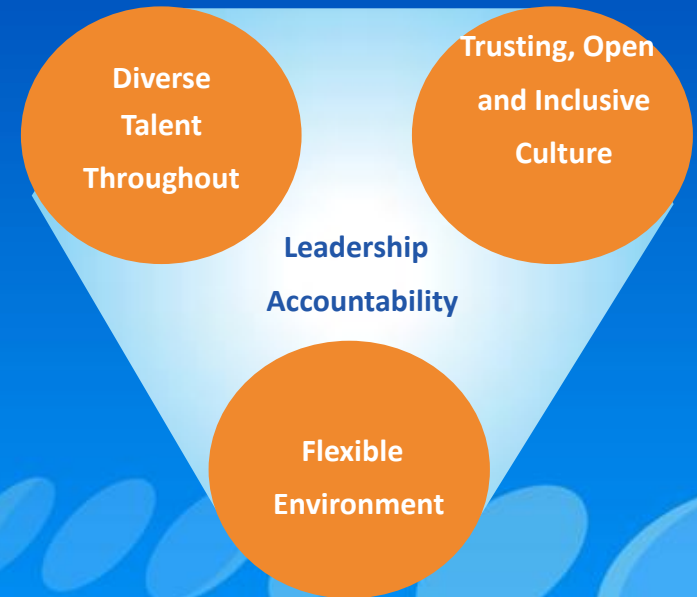 Diverse
Talent
Throughout
Trusting, Open
and Inclusive
Culture
Leadership
Accountability
Flexible
Environment